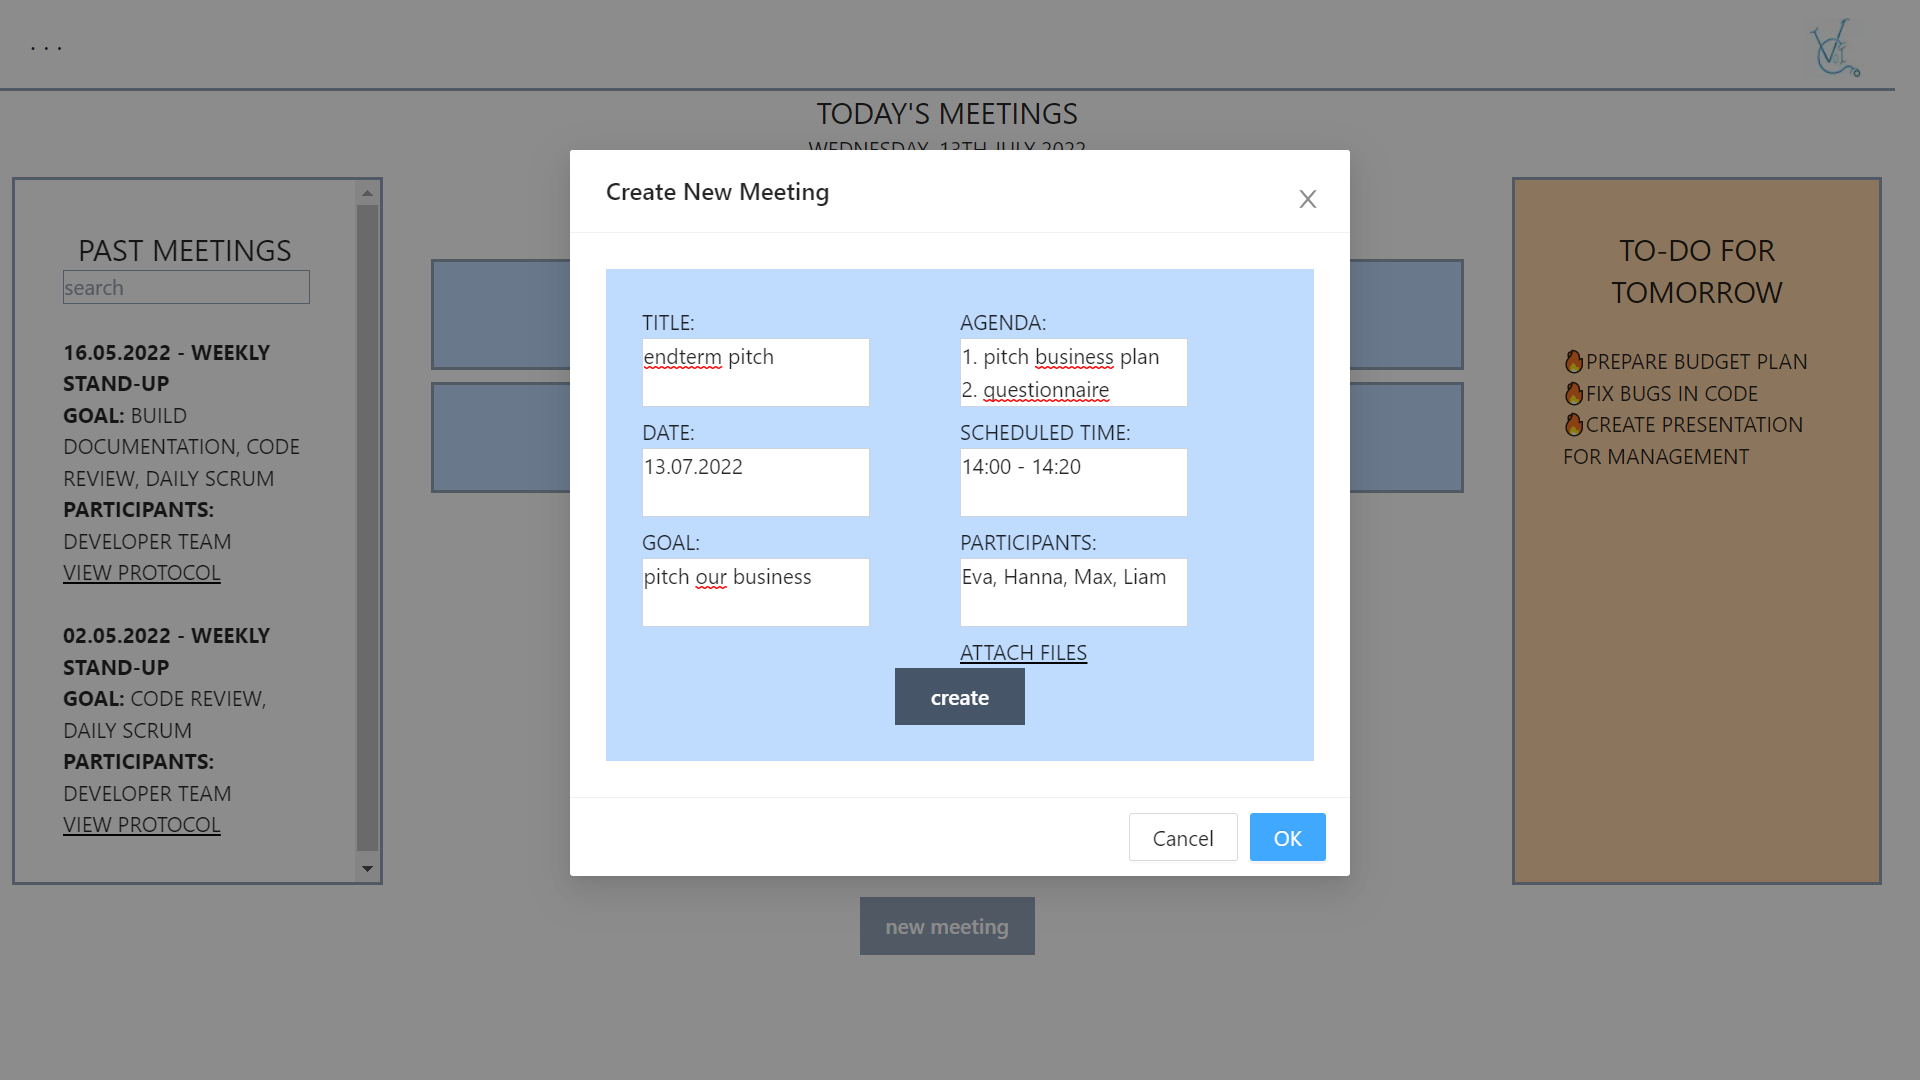 ...
TODAY'S MEETINGS
WEDNESDAY, 13TH JULY 2022
PAST MEETINGS
search
16.05.2022 - WEEKLY
STAND-UP
GOAL: BUILD
DOCUMENTATION, CODE
REVIEW, DAILY SCRUM
PARTICIPANTS:
DEVELOPER TEAM
VIEW PROTOCOL
02.05.2022 - WEEKLY
STAND-UP
GOAL: CODE REVIEW,
DAILY SCRUM
PARTICIPANTS:
DEVELOPER TEAM
VIEW PROTOCOL
Create New Meeting
TITLE:
endterm pitch
AGENDA:
1. pitch business plan
2. questionnaire
DATE:
13.07.2022
SCHEDULED TIME:
14:00 - 14:20
GOAL:
pitch our business
PARTICIPANTS:
Eva, Hanna, Max, Liam
ATTACH FILES
create
Cancel
OK
new meeting
TO-DO FOR
TOMORROW
🔥PREPARE BUDGET PLAN
🔥FIX BUGS IN CODE
🔥CREATE PRESENTATION
FOR MANAGEMENT